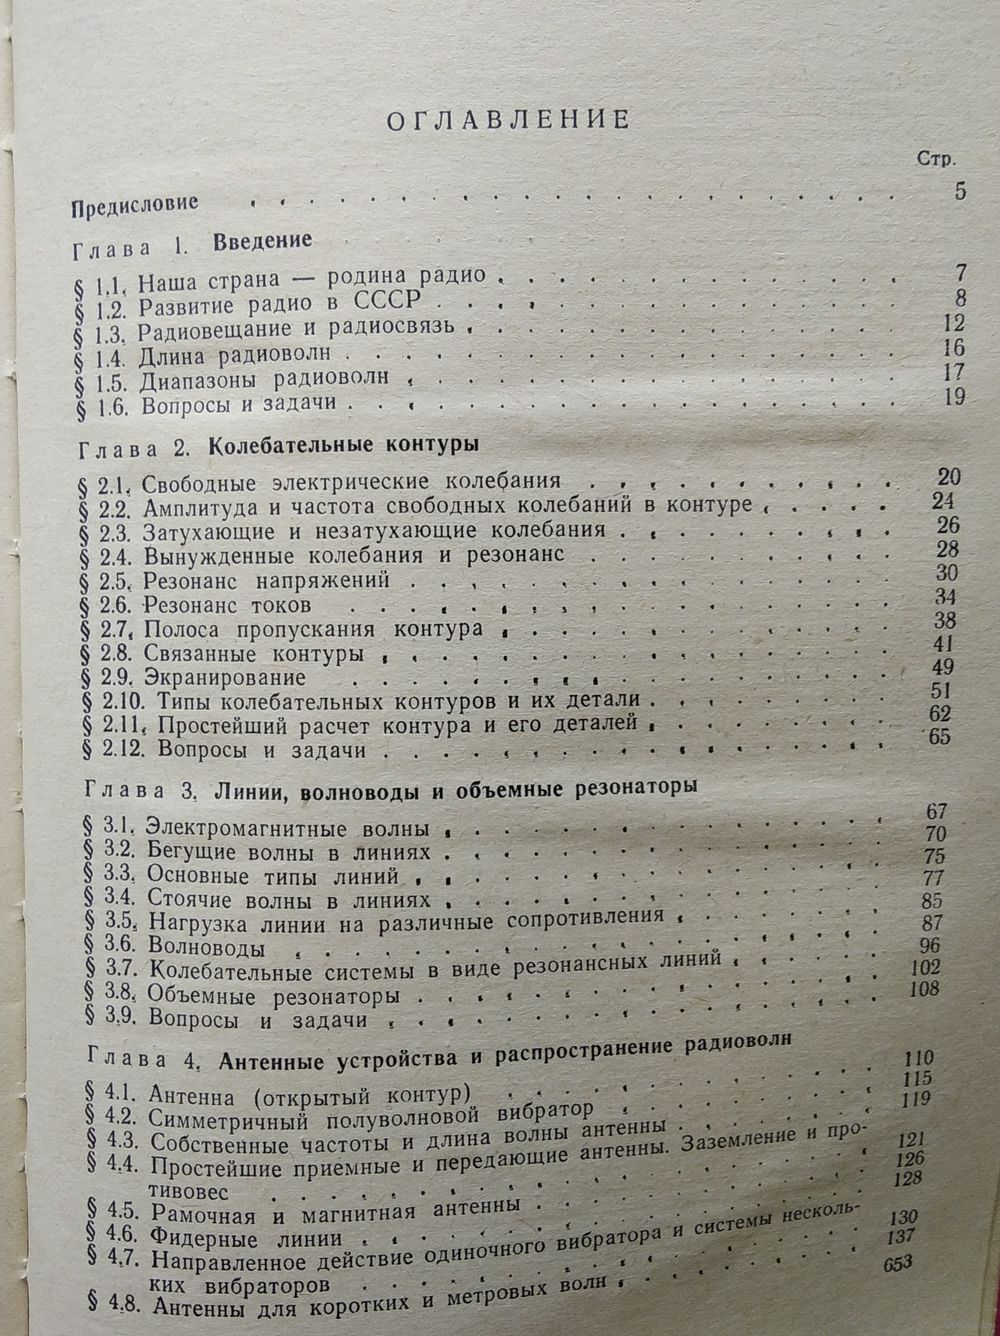 ОГЛАВЛЕНИЕ
Стр.
Предисловие . . . . . . . . . . 5
Глава 1. Введение
§ 1.1. Наша страна — родина радио . . . . . . . . . . 7
§ 1.2. Развитие радио в СССР . . . . . . . . . . 8
§ 1.3. Радиовещание и радиосвязь . . . . . . . . . . 12
§ 1.4. Длина радиоволн . . . . . . . . . . 16
§ 1.5. Диапазоны радиоволн . . . . . . . . . . 17
§ 1.6. Вопросы и задачи . . . . . . . . . . 19
Глава 2. Колебательные контуры
§ 2.1. Свободные электрические колебания . . . . . . . . . . 20
§ 2.2. Амплитуда и частота свободных колебаний в контуре . . . . . 24
§ 2.3. Затухающие и незатухающие колебания . . . . . . . . . . 26
§ 2.4. Вынужденные колебания и резонанс . . . . . . . . . . 28
§ 2.5. Резонанс напряжений . . . . . . . . . . 30
§ 2.6. Резонанс токов . . . . . . . . . . 34
§ 2.7. Полоса пропускания контура . . . . . . . . . . 38
§ 2.8. Связанные контуры . . . . . . . . . . 41
§ 2.9. Экранирование . . . . . . . . . . 49
§ 2.10. Типы колебательных контуров и их детали . . . . . . . . 51
§ 2.11. Простейший расчет контура и его деталей . . . . . . . . 62
§ 2.12. Вопросы и задачи . . . . . . . . . . 65
Глава 3. Линии, волноводы и объемные резонаторы
§ 3.1. Электромагнитные волны . . . . . . . . . . 67
§ 3.2. Бегущие волны в линиях . . . . . . . . . . 70
§ 3.3. Основные типы линий . . . . . . . . . . 75
§ 3.4. Стоячие волны в линиях . . . . . . . . . . 77
§ 3.5. Нагрузка линии на различные сопротивления . . . . . . . 85
§ 3.6. Волноводы . . . . . . . . . . 87
§ 3.7. Колебательные системы в виде резонансных линий . . . . . . 96
§ 3.8. Объемные резонаторы . . . . . . . . . . 102
§ 3.9. Вопросы и задачи . . . . . . . . . . 108
Глава 4. Антенные устройства и распространение радиоволн
§ 4.1. Антенна (открытый контур) . . . . . . . . . . 110
§ 4.2. Симметричный полуволновой вибратор . . . . . . . . . . 115
§ 4.3. Собственные частоты и длина волны антенны . . . . . . . 119
§ 4.4. Простейшие приемные и передающие антенны. Заземление и про-
тивовес . . . . . . . . . . 121
§ 4.5. Рамочная и магнитная антенны . . . . . . . . . . 126
§ 4.6. Фидерные линии . . . . . . . . . . 128
§ 4.7. Направленное действие одиночного вибратора и системы несколь-
ких вибраторов . . . . . . . . . . 130
§ 4.8. Антенны для коротких и метровых волн . . . . . . . . 137
653